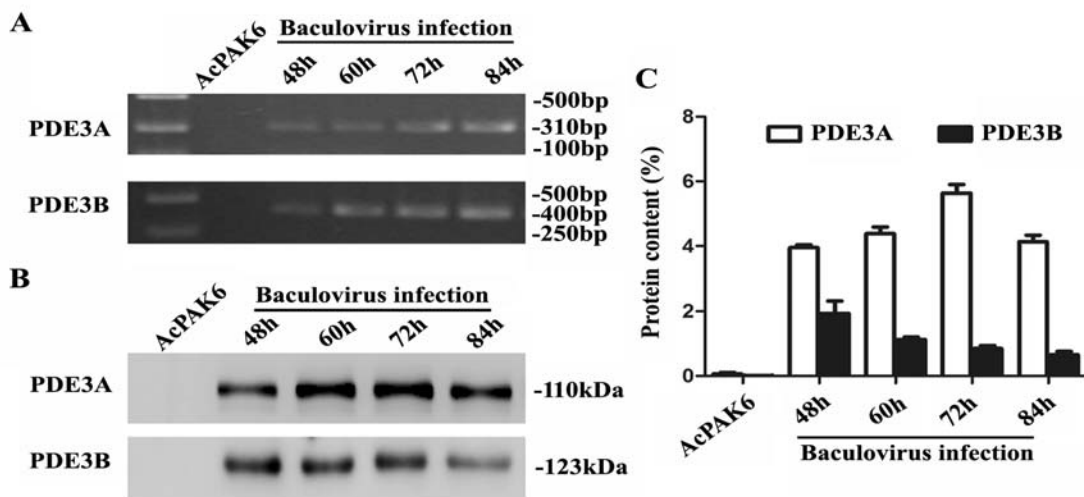 A
AcPAK6
Baculovirus infection
48h
60h
72h
84h
PDE3A
-500bp
-310bp
-100bp
PDE3B
-500bp
-400bp
-250bp
B
AcPAK6
Baculovirus infection
48h
60h
72h
84h
PDE3A
-110kDa
PDE3B
-123kDa
C
PDE3A
PDE3B
Protein content (%)
8
6
4
2
0
AcPAK6
48h
60h
72h
84h
Baculovirus infection